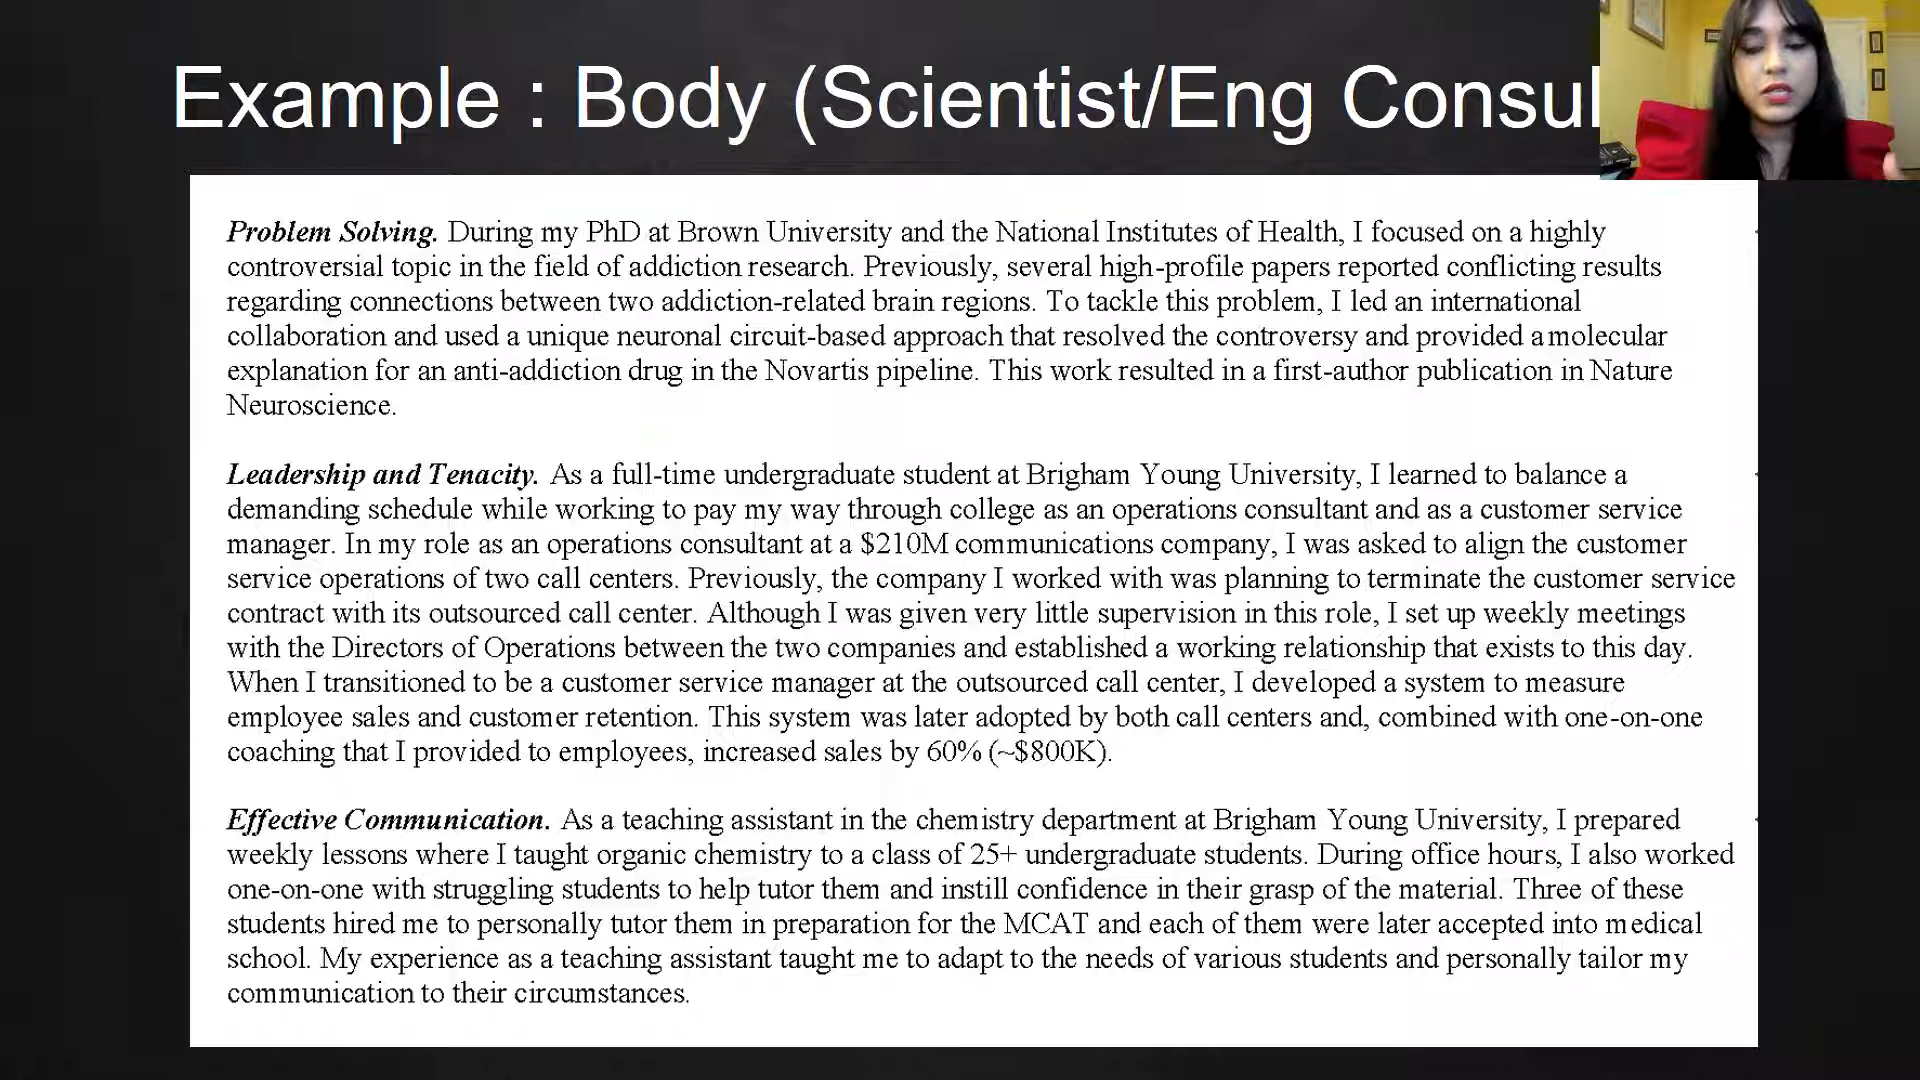 Example : Body (Scientist/Eng Consul
Problem Solving. During my PhD at Brown University and the National Institutes of Health, I focused on a highly
controversial topic in the field of addiction research. Previously, several high-profile papers reported conflicting results
regarding connections between two addiction-related brain regions. To tackle this problem, I led an international
collaboration and used a unique neuronal circuit-based approach that resolved the controversy and provided a molecular
explanation for an anti-addiction drug in the Novartis pipeline. This work resulted in a first-author publication in Nature
Neuroscience.
Leadership and Tenacity. As a full-time undergraduate student at Brigham Young University, I learned to balance a
demanding schedule while working to pay my way through college as an operations consultant and as a customer service
manager. In my role as an operations consultant at a $210M communications company, I was asked to align the customer
service operations of two call centers. Previously, the company I worked with was planning to terminate the customer service
contract with its outsourced call center. Although I was given very little supervision in this role, I set up weekly meetings
with the Directors of Operations between the two companies and established a working relationship that exists to this day.
When I transitioned to be a customer service manager at the outsourced call center, I developed a system to measure
employee sales and customer retention. This system was later adopted by both call centers and, combined with one-on-one
coaching that I provided to employees, increased sales by 60% (~$800K).
Effective Communication. As a teaching assistant in the chemistry department at Brigham Young University, I prepared
weekly lessons where I taught organic chemistry to a class of 25+ undergraduate students. During office hours, I also worked
one-on-one with struggling students to help tutor them and instill confidence in their grasp of the material. Three of these
students hired me to personally tutor them in preparation for the MCAT and each of them were later accepted into medical
school. My experience as a teaching assistant taught me to adapt to the needs of various students and personally tailor my
communication to their circumstances.